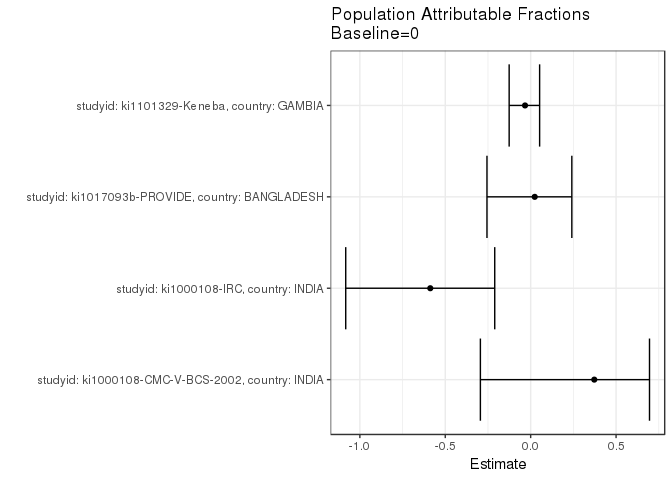 Population Attributable Fractions
Baseline=0
studyid: ki1101329-Keneba, country: GAMBIA
studyid: ki1017093b-PROVIDE, country: BANGLADESH
studyid: ki1000108-IRC, country: INDIA
studyid: ki1000108-CMC-V-BCS-2002, country: INDIA
-1.0 -0.5 0.0 0.5
Estimate